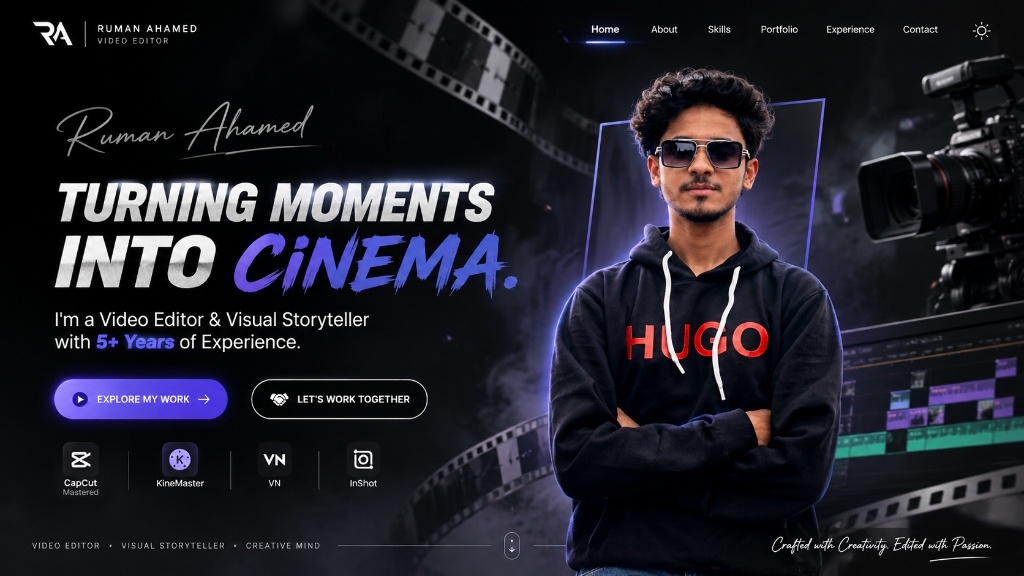 RA
RUMAN AHAMED
VIDEO EDITOR
Home
About
Skills
Portfolio
Experience
Contact
Ruman Ahamed
TURNING MOMENTS
INTO CiNEMA.
I'm a Video Editor & Visual Storyteller
with 5+ Years of Experience.
EXPLORE MY WORK →
LET'S WORK TOGETHER
CapCut
Mastered
K
KineMaster
VN
VN
InShot
HUGO
VIDEO EDITOR • VISUAL STORYTELLER • CREATIVE MIND
Crafted with Creativity. Edited with Passion.